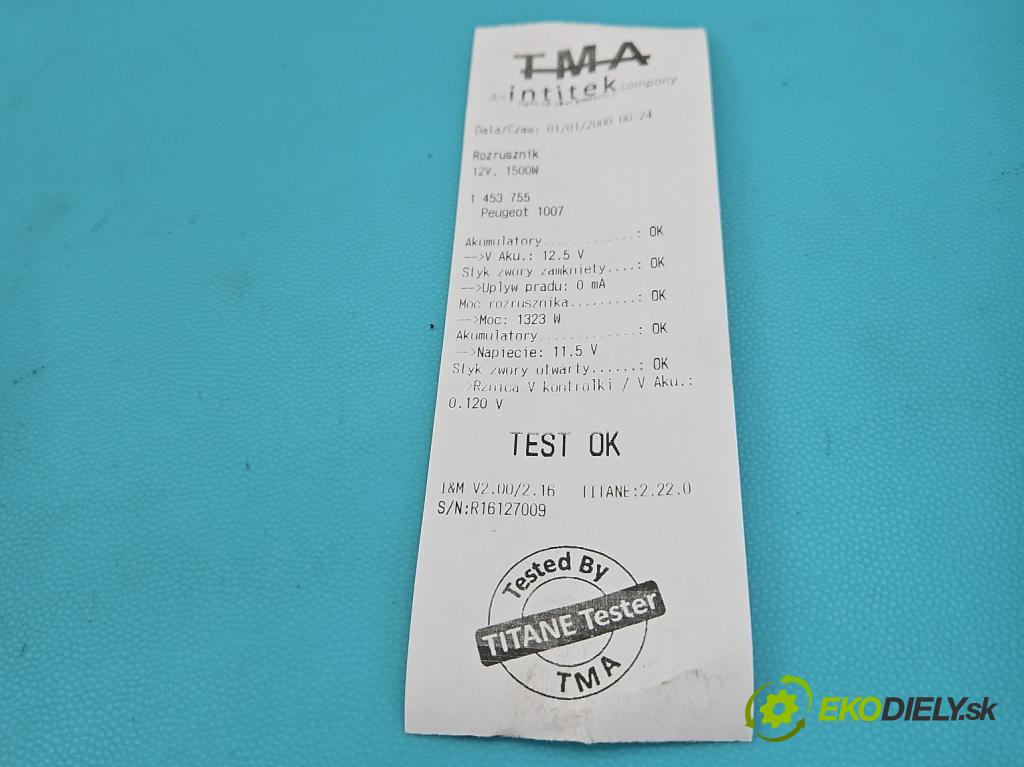 TMA
An intitek company
Data/Czas: 01/01/2000 00:24
Rozrusznik
12V, 1500W
1 453 755
Peugeot 1007
Akumulatory.............: OK
-->V Aku.: 12.5 V
Styk zwory zamkniety....: OK
-->Uplyw pradu: 0 mA
Moc rozrusznika.........: OK
-->Moc: 1323 W
Akumulatory.............: OK
-->Napiecie: 11.5 V
Styk zwory otwarty......: OK
-->Rznica V kontrolki / V Aku.:
0.120 V
TEST OK
I&M V2.00/2.16 TITANE:2.22.0
S/N:R16127009
Tested By
TITANE Tester
TMA
EKODIELY.sk